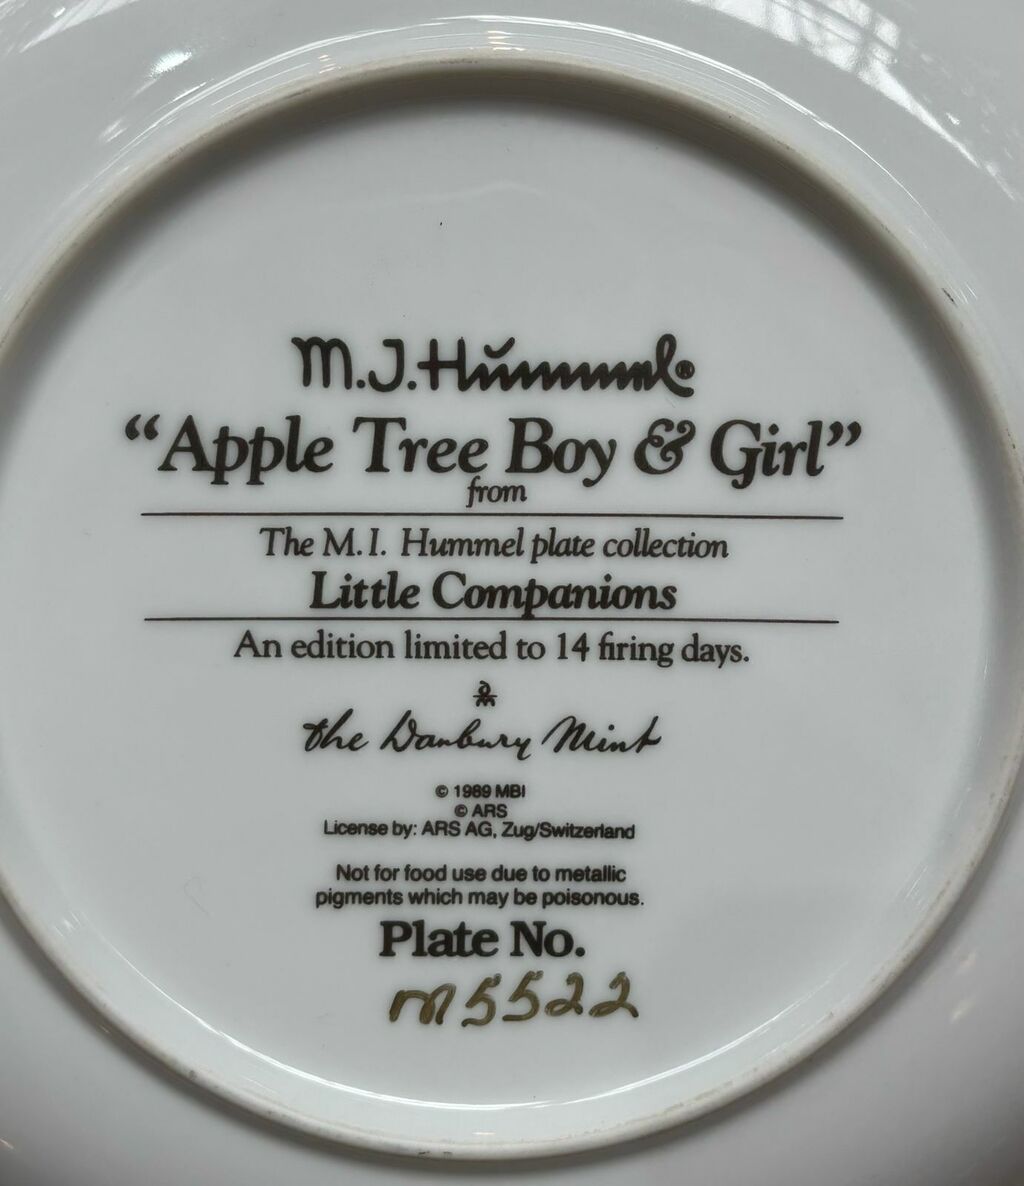 M.J. Hummel®
“Apple Tree Boy & Girl”
from
The M. I. Hummel plate collection
Little Companions
An edition limited to 14 firing days.
the Danbury Mint
© 1989 MBI
© ARS
License by: ARS AG, Zug/Switzerland
Not for food use due to metallic
pigments which may be poisonous.
Plate No.
M5522